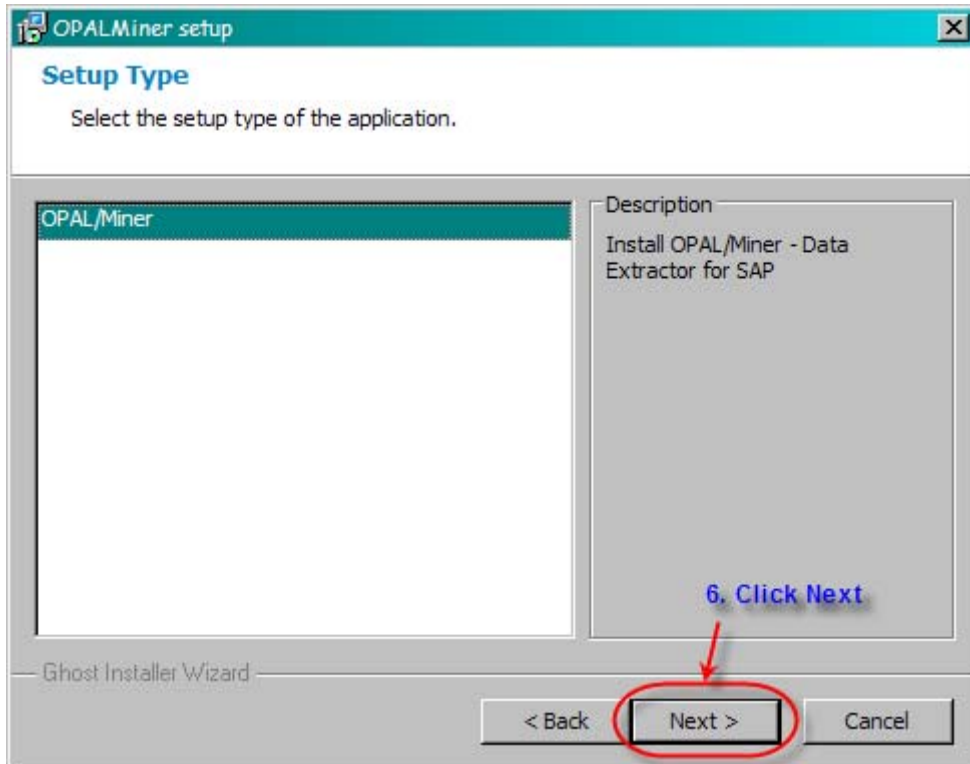 OPALMiner setup
Setup Type
Select the setup type of the application.
OPAL/Miner
Description
Install OPAL/Miner - Data
Extractor for SAP
6. Click Next
Ghost Installer Wizard
< Back
Next >
Cancel